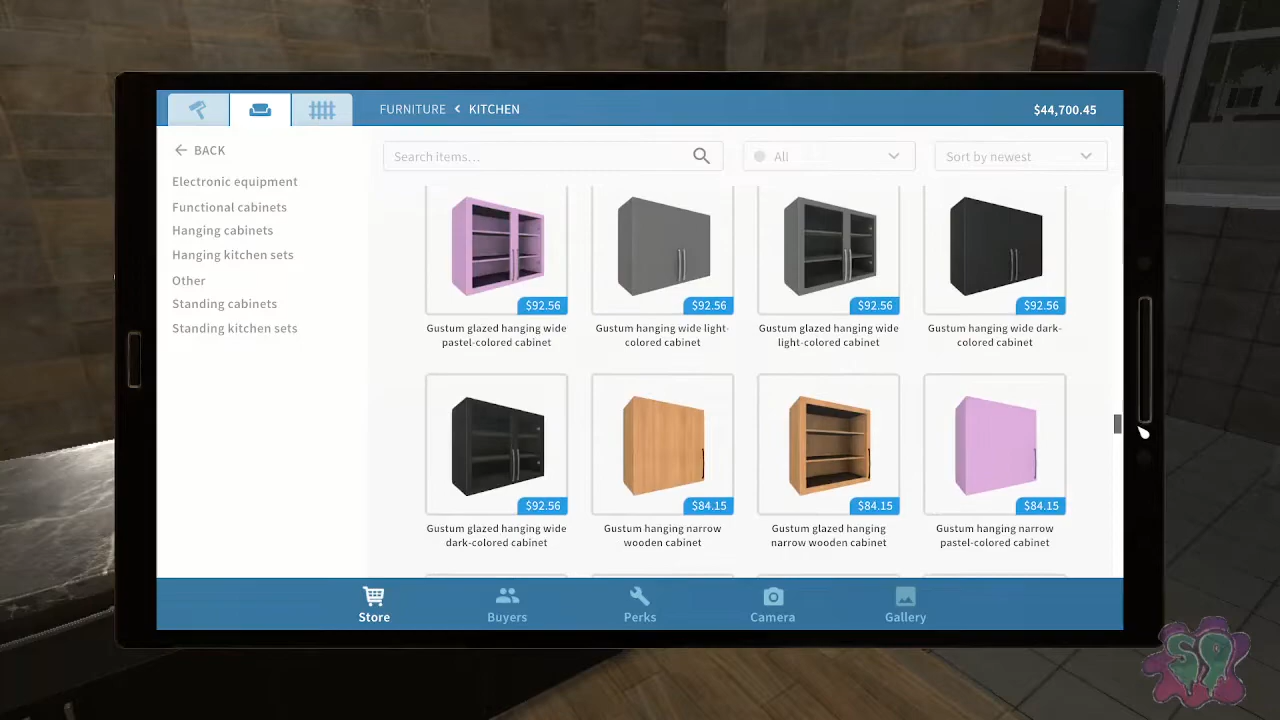 FURNITURE < KITCHEN
$44,700.45
BACK
Search items...
All
Sort by newest
Electronic equipment
Functional cabinets
Hanging cabinets
Hanging kitchen sets
Other
Standing cabinets
Standing kitchen sets
$92.56
$92.56
$92.56
$92.56
Gustum glazed hanging wide
pastel-colored cabinet
Gustum hanging wide light-
colored cabinet
Gustum glazed hanging wide
light-colored cabinet
Gustum hanging wide dark-
colored cabinet
$92.56
$84.15
$84.15
$84.15
Gustum glazed hanging wide
dark-colored cabinet
Gustum hanging narrow
wooden cabinet
Gustum glazed hanging
narrow wooden cabinet
Gustum hanging narrow
pastel-colored cabinet
Store
Buyers
Perks
Camera
Gallery
S9